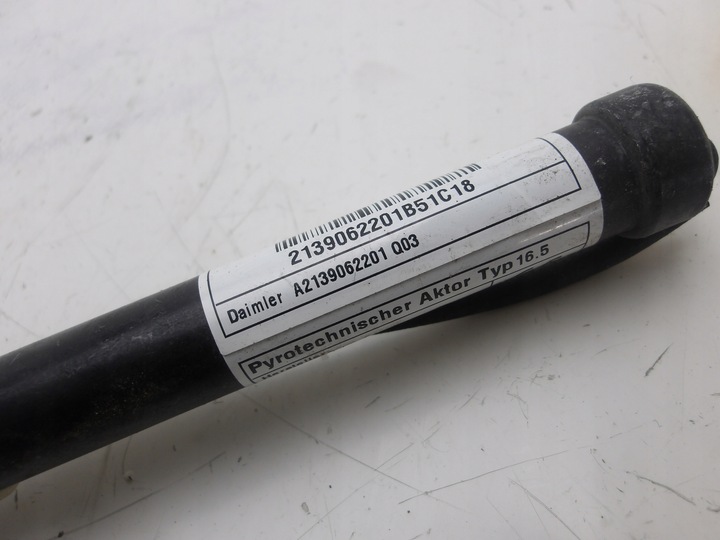 2139062201B51C18
Daimler A2139062201 Q03
Pyrotechnischer Aktor Typ 16.5